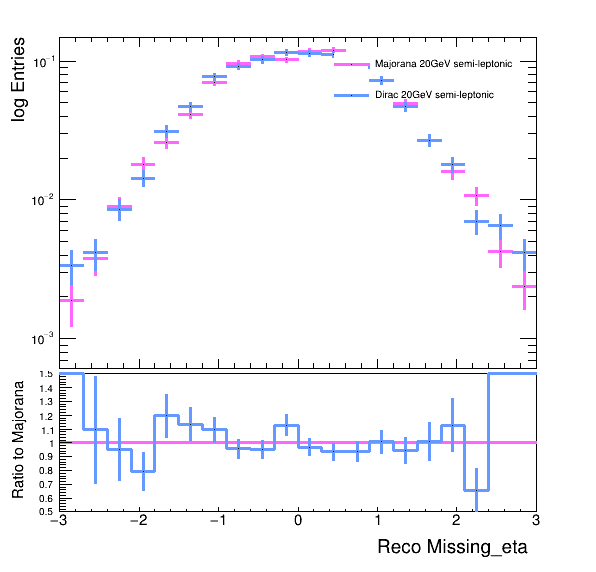 log Entries
10⁻¹
10⁻²
10⁻³
Majorana 20GeV semi-leptonic
Dirac 20GeV semi-leptonic
Ratio to Majorana
1.5
1.4
1.3
1.2
1.1
1
0.9
0.8
0.7
0.6
0.5
−3 −2 −1 0 1 2 3
Reco Missing_eta